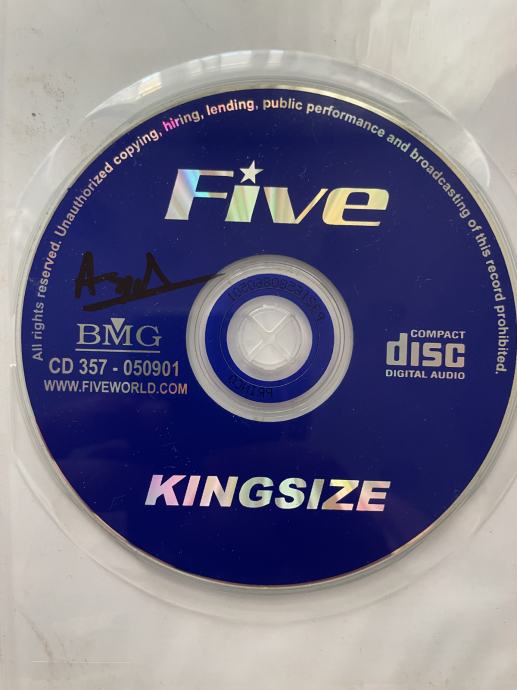 All rights reserved. Unauthorized copying, hiring, lending, public performance and broadcasting of this record prohibited.
Five
BMG
CD 357 - 050901
WWW.FIVEWORLD.COM
COMPACT
disc
DIGITAL AUDIO
KINGSIZE